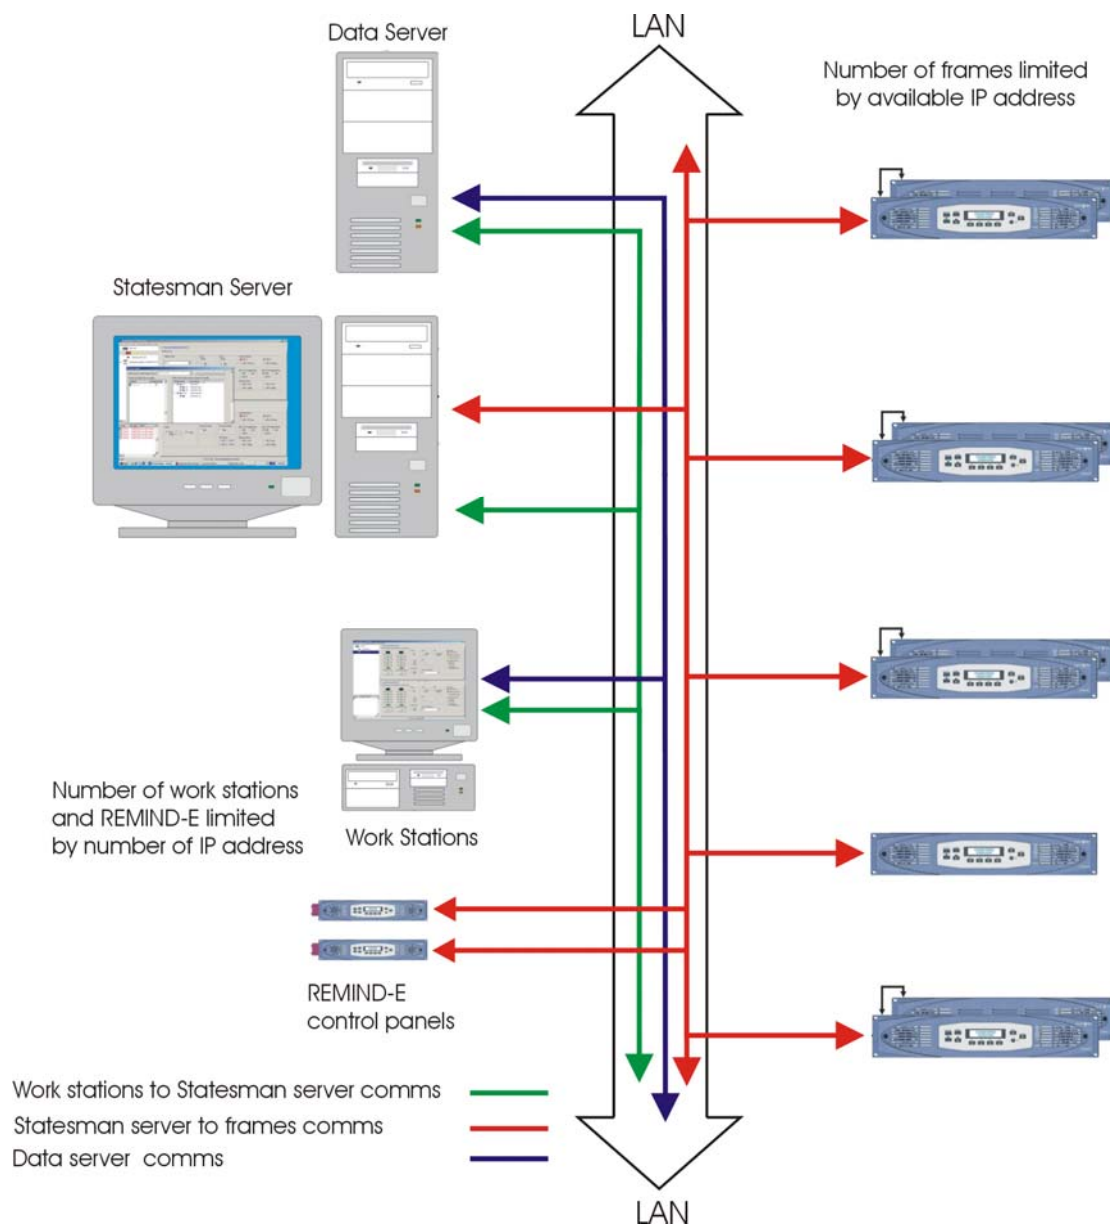 LAN
Data Server
Number of frames limited
by available IP address
Statesman Server
Number of work stations
and REMIND-E limited
by number of IP address
Work Stations
REMIND-E
control panels
Work stations to Statesman server comms
Statesman server to frames comms
Data server comms
LAN